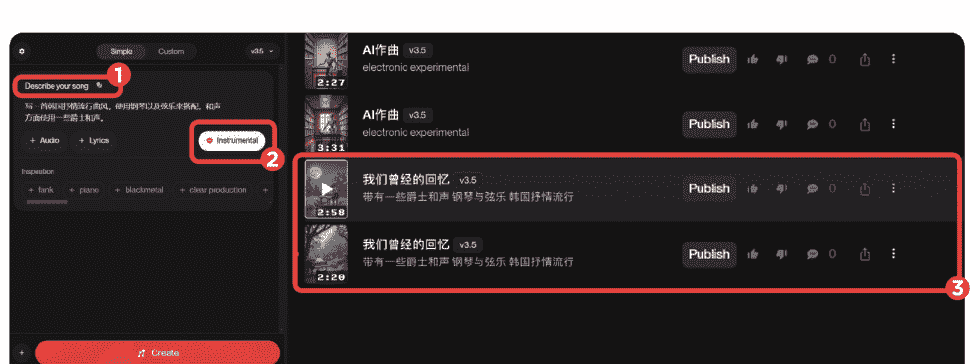 Simple Custom v3.5
1
Describe your song
写一首韩国抒情流行曲风，使用钢琴以及弦乐来搭配，和声
方面使用一些爵士和声。
+ Audio + Lyrics Instrumental
2
Inspiration
+ funk + piano + blackmetal + clear production +
+ Create
AI作曲 v3.5
electronic experimental
2:27
Publish 0
AI作曲 v3.5
electronic experimental
3:31
Publish 0
我们曾经的回忆 v3.5
带有一些爵士和声 钢琴与弦乐 韩国抒情流行
2:58
Publish 0
我们曾经的回忆 v3.5
带有一些爵士和声 钢琴与弦乐 韩国抒情流行
2:20
Publish 0
3